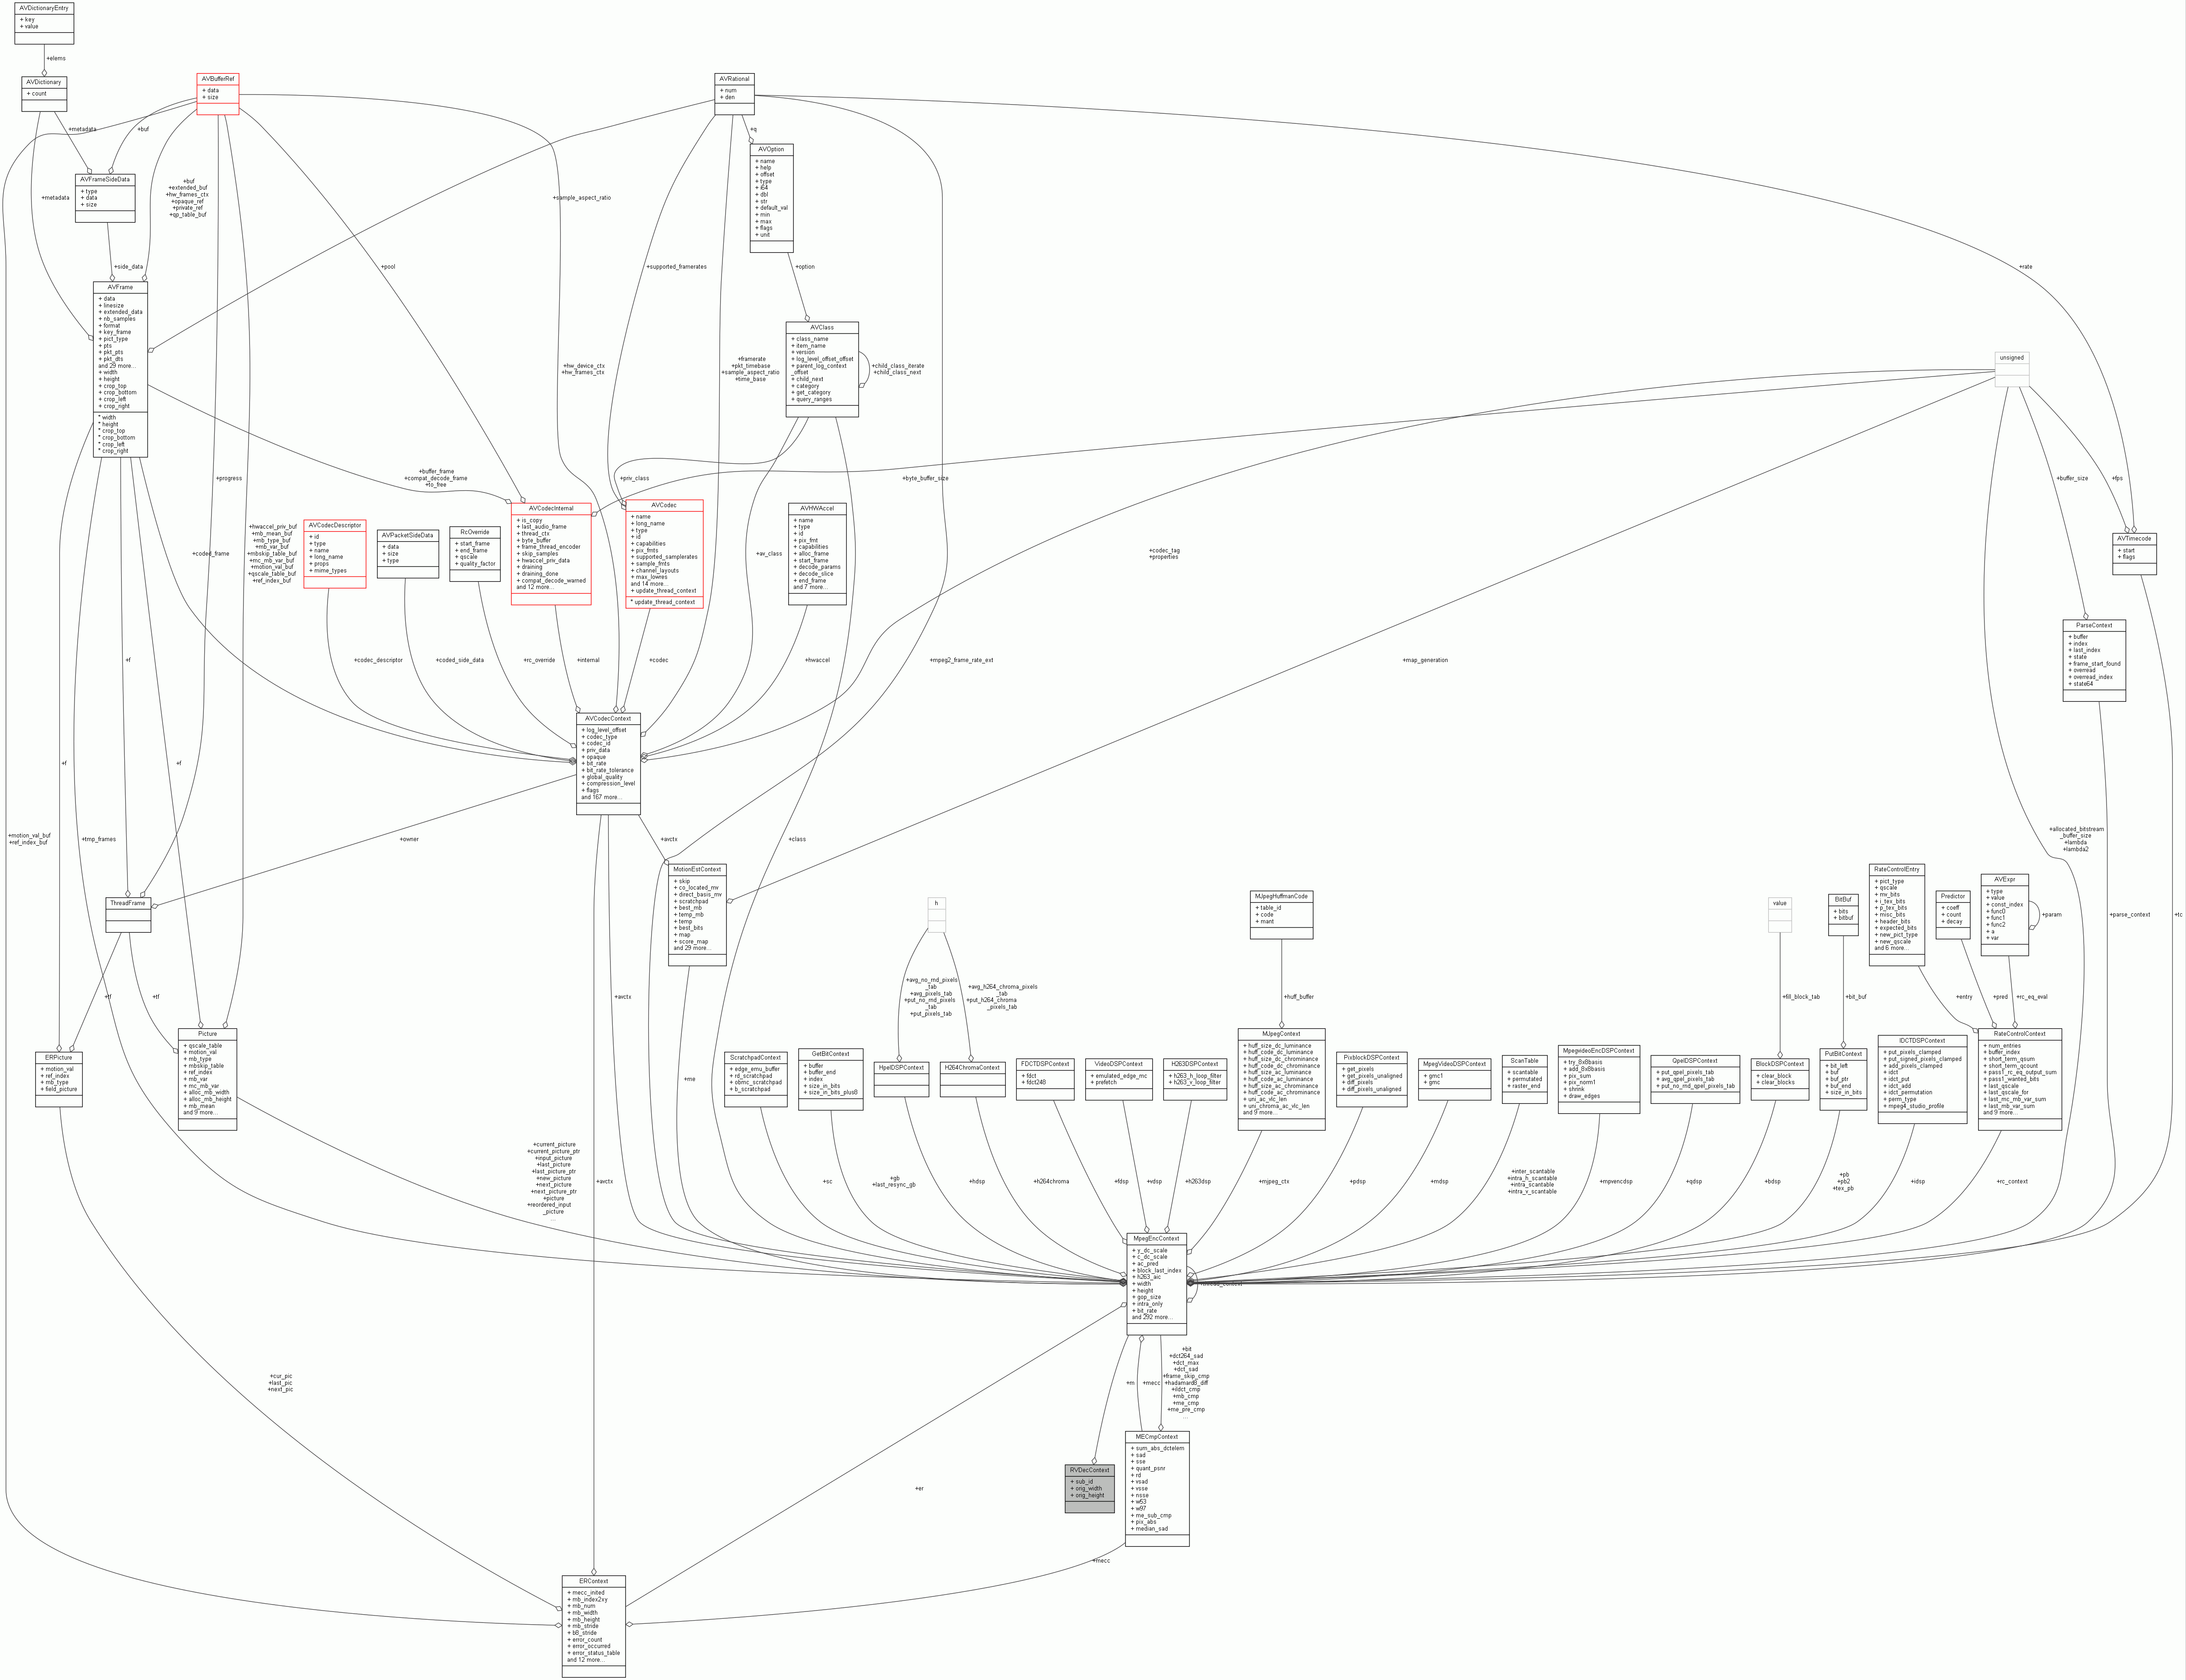 AVDictionaryEntry
+ key
+ value
+elems
AVDictionary
+ count
AVBufferRef
+ data
+ size
AVRational
+ num
+ den
+metadata
+buf
+q
AVOption
+ name
+ help
+ offset
+ type
+ i64
+ dbl
+ str
+ default_val
+ min
+ max
+ flags
+ unit
AVFrameSideData
+ type
+ data
+ size
+metadata
+buf
+extended_buf
+hw_frames_ctx
+opaque_ref
+private_ref
+qp_table_buf
+sample_aspect_ratio
+side_data
+pool
+supported_framerates
+option
+rate
AVFrame
+ data
+ linesize
+ extended_data
+ nb_samples
+ format
+ key_frame
+ pict_type
+ pts
+ pkt_pts
+ pkt_dts
and 29 more...
+ width
+ height
+ crop_top
+ crop_bottom
+ crop_left
+ crop_right
* width
* height
* crop_top
* crop_bottom
* crop_left
* crop_right
AVClass
+ class_name
+ item_name
+ version
+ log_level_offset_offset
+ parent_log_context
_offset
+ child_next
+ category
+ get_category
+ query_ranges
+child_class_iterate
+child_class_next
unsigned
+hw_device_ctx
+hw_frames_ctx
+framerate
+pkt_timebase
+sample_aspect_ratio
+time_base
+buffer_frame
+compat_decode_frame
+to_free
+progress
+priv_class
+byte_buffer_size
+buffer_size
+fps
AVCodecDescriptor
+ id
+ type
+ name
+ long_name
+ props
+ mime_types
AVPacketSideData
+ data
+ size
+ type
RcOverride
+ start_frame
+ end_frame
+ qscale
+ quality_factor
AVCodecInternal
+ is_copy
+ last_audio_frame
+ thread_ctx
+ byte_buffer
+ frame_thread_encoder
+ skip_samples
+ hwaccel_priv_data
+ draining
+ draining_done
+ compat_decode_warned
and 12 more...
AVCodec
+ name
+ long_name
+ type
+ id
+ capabilities
+ pix_fmts
+ supported_samplerates
+ sample_fmts
+ channel_layouts
+ max_lowres
and 14 more...
+ update_thread_context
* update_thread_context
AVHWAccel
+ name
+ type
+ id
+ pix_fmt
+ capabilities
+ alloc_frame
+ start_frame
+ decode_params
+ decode_slice
+ end_frame
and 7 more...
AVTimecode
+ start
+ flags
+hwaccel_priv_buf
+mb_mean_buf
+mb_type_buf
+mb_var_buf
+mbskip_table_buf
+mc_mb_var_buf
+motion_val_buf
+qscale_table_buf
+ref_index_buf
+coded_frame
+av_class
+codec_tag
+properties
ParseContext
+ buffer
+ index
+ last_index
+ state
+ frame_start_found
+ overread
+ overread_index
+ state64
+f
+codec_descriptor
+coded_side_data
+rc_override
+internal
+codec
+hwaccel
+mpeg2_frame_rate_ext
+map_generation
AVCodecContext
+ log_level_offset
+ codec_type
+ codec_id
+ priv_data
+ opaque
+ bit_rate
+ bit_rate_tolerance
+ global_quality
+ compression_level
+ flags
and 167 more...
+f
+f
+motion_val_buf
+ref_index_buf
+tmp_frames
+owner
+avctx
+class
+allocated_bitstream
_buffer_size
+lambda
+lambda2
MotionEstContext
+ skip
+ co_located_mv
+ direct_basis_mv
+ scratchpad
+ best_mb
+ temp_mb
+ temp
+ best_bits
+ map
+ score_map
and 29 more...
ThreadFrame
h
MJpegHuffmanCode
+ table_id
+ code
+ mant
value
BitBuf
+ bits
+ bitbuf
RateControlEntry
+ pict_type
+ qscale
+ mv_bits
+ i_tex_bits
+ p_tex_bits
+ misc_bits
+ header_bits
+ expected_bits
+ new_pict_type
+ new_qscale
and 6 more...
Predictor
+ coeff
+ count
+ decay
AVExpr
+ type
+ value
+ const_index
+ func0
+ func1
+ func2
+ a
+ var
+param
+parse_context
+tc
+tf
+tf
+avctx
+avg_no_rnd_pixels
_tab
+avg_pixels_tab
+put_no_rnd_pixels
_tab
+put_pixels_tab
+avg_h264_chroma_pixels
_tab
+put_h264_chroma
_pixels_tab
+huff_buffer
+fill_block_tab
+bit_buf
+entry
+pred
+rc_eq_eval
ERPicture
+ motion_val
+ ref_index
+ mb_type
+ field_picture
Picture
+ qscale_table
+ motion_val
+ mb_type
+ mbskip_table
+ ref_index
+ mb_var
+ mc_mb_var
+ alloc_mb_width
+ alloc_mb_height
+ mb_mean
and 9 more...
+me
ScratchpadContext
+ edge_emu_buffer
+ rd_scratchpad
+ obmc_scratchpad
+ b_scratchpad
GetBitContext
+ buffer
+ buffer_end
+ index
+ size_in_bits
+ size_in_bits_plus8
HpelDSPContext
H264ChromaContext
FDCTDSPContext
+ fdct
+ fdct248
VideoDSPContext
+ emulated_edge_mc
+ prefetch
H263DSPContext
+ h263_h_loop_filter
+ h263_v_loop_filter
MJpegContext
+ huff_size_dc_luminance
+ huff_code_dc_luminance
+ huff_size_dc_chrominance
+ huff_code_dc_chrominance
+ huff_size_ac_luminance
+ huff_code_ac_luminance
+ huff_size_ac_chrominance
+ huff_code_ac_chrominance
+ uni_ac_vlc_len
+ uni_chroma_ac_vlc_len
and 9 more...
PixblockDSPContext
+ get_pixels
+ get_pixels_unaligned
+ diff_pixels
+ diff_pixels_unaligned
MpegVideoDSPContext
+ gmc1
+ gmc
ScanTable
+ scantable
+ permutated
+ raster_end
MpegvideoEncDSPContext
+ try_8x8basis
+ add_8x8basis
+ pix_sum
+ pix_norm1
+ shrink
+ draw_edges
QpelDSPContext
+ put_qpel_pixels_tab
+ avg_qpel_pixels_tab
+ put_no_rnd_qpel_pixels_tab
BlockDSPContext
+ clear_block
+ clear_blocks
PutBitContext
+ bit_left
+ buf
+ buf_ptr
+ buf_end
+ size_in_bits
IDCTDSPContext
+ put_pixels_clamped
+ put_signed_pixels_clamped
+ add_pixels_clamped
+ idct
+ idct_put
+ idct_add
+ idct_permutation
+ perm_type
+ mpeg4_studio_profile
RateControlContext
+ num_entries
+ buffer_index
+ short_term_qsum
+ short_term_qcount
+ pass1_rc_eq_output_sum
+ pass1_wanted_bits
+ last_qscale
+ last_qscale_for
+ last_mc_mb_var_sum
+ last_mb_var_sum
and 9 more...
+current_picture
+current_picture_ptr
+input_picture
+last_picture
+last_picture_ptr
+new_picture
+next_picture
+next_picture_ptr
+picture
+reordered_input
_picture
...
+avctx
+sc
+gb
+last_resync_gb
+hdsp
+h264chroma
+fdsp
+vdsp
+h263dsp
+mjpeg_ctx
+pdsp
+mdsp
+inter_scantable
+intra_h_scantable
+intra_scantable
+intra_v_scantable
+mpvencdsp
+qdsp
+bdsp
+pb
+pb2
+tex_pb
+idsp
+rc_context
MpegEncContext
+ y_dc_scale
+ c_dc_scale
+ ac_pred
+ block_last_index
+ h263_aic
+ width
+ height
+ gop_size
+ intra_only
+ bit_rate
and 292 more...
+thread_context
+cur_pic
+last_pic
+next_pic
+m
+mecc
+bit
+dct264_sad
+dct_max
+dct_sad
+frame_skip_cmp
+hadamard8_diff
+ildct_cmp
+mb_cmp
+me_cmp
+me_pre_cmp
...
+er
RVDecContext
+ sub_id
+ orig_width
+ orig_height
MECmpContext
+ sum_abs_dctelem
+ sad
+ sse
+ quant_psnr
+ rd
+ vsad
+ vsse
+ nsse
+ w53
+ w97
+ me_sub_cmp
+ pix_abs
+ median_sad
+mecc
ERContext
+ mecc_inited
+ mb_index2xy
+ mb_num
+ mb_width
+ mb_height
+ mb_stride
+ b8_stride
+ error_count
+ error_occurred
+ error_status_table
and 12 more...